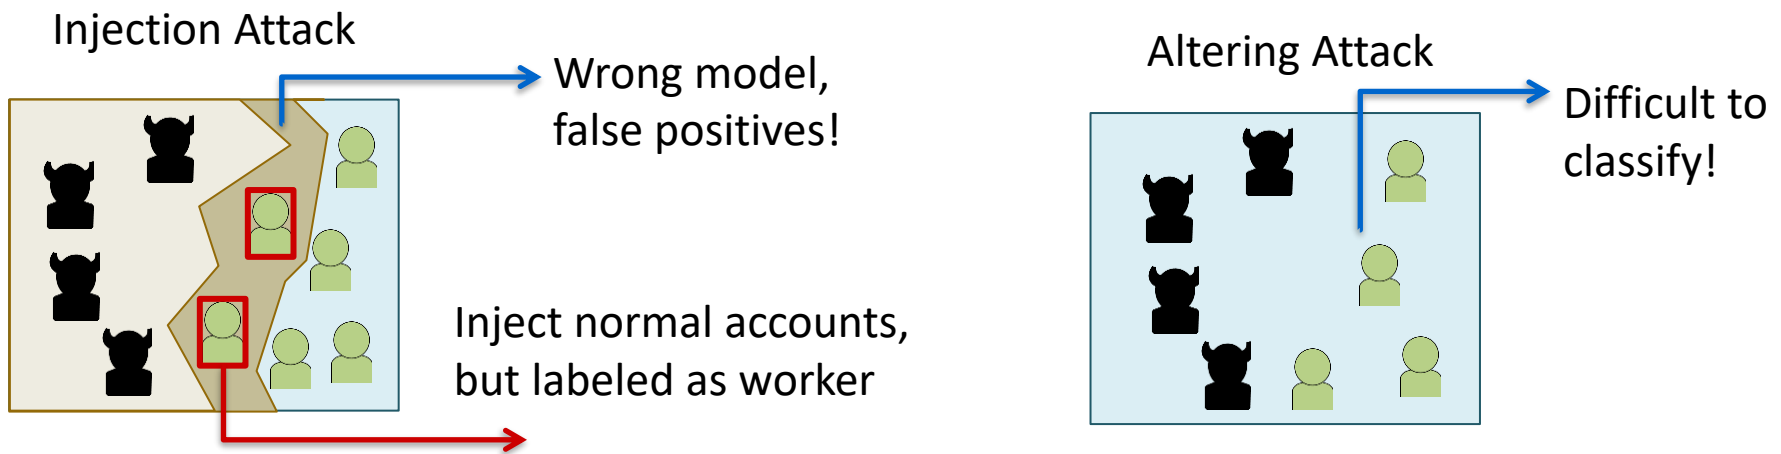 Injection Attack
Wrong model,
false positives!
Inject normal accounts,
but labeled as worker
Altering Attack
Difficult to
classify!